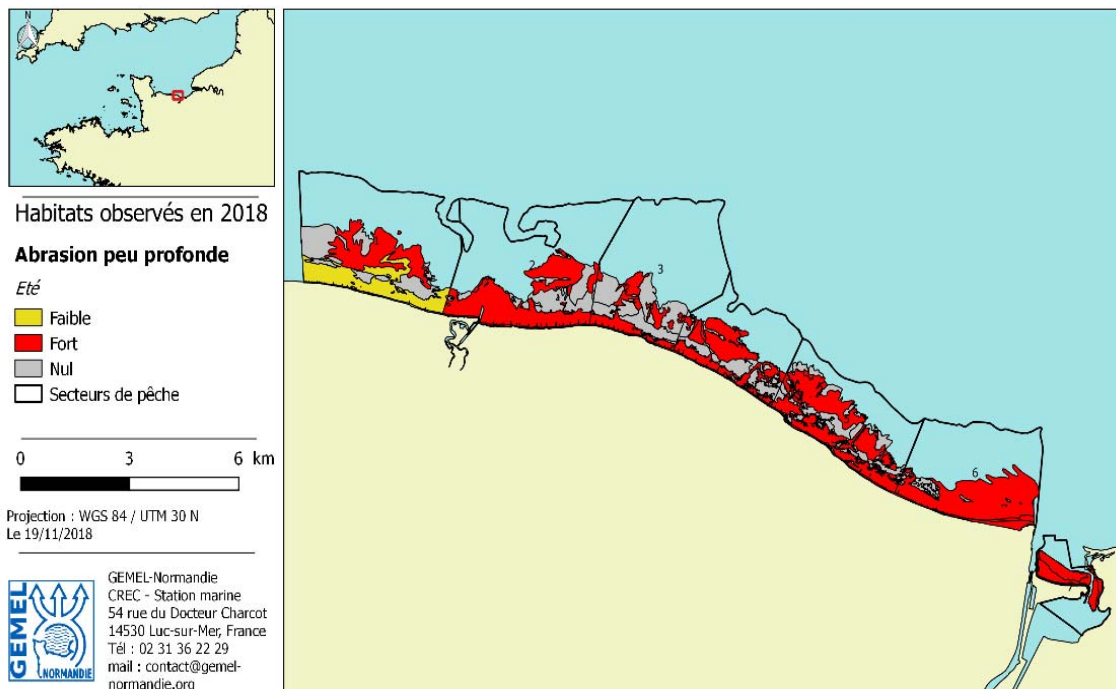 Habitats observés en 2018
Abrasion peu profonde
Eté
Faible
Fort
Nul
Secteurs de pêche
0 3 6 km
Projection : WGS 84 / UTM 30 N
Le 19/11/2018
GEMEL
NORMANDIE
GEMEL-Normandie
CREC - Station marine
54 rue du Docteur Charcot
14530 Luc-sur-Mer, France
Tél : 02 31 36 22 29
mail : contact@gemel-
normandie.org
2
3
6